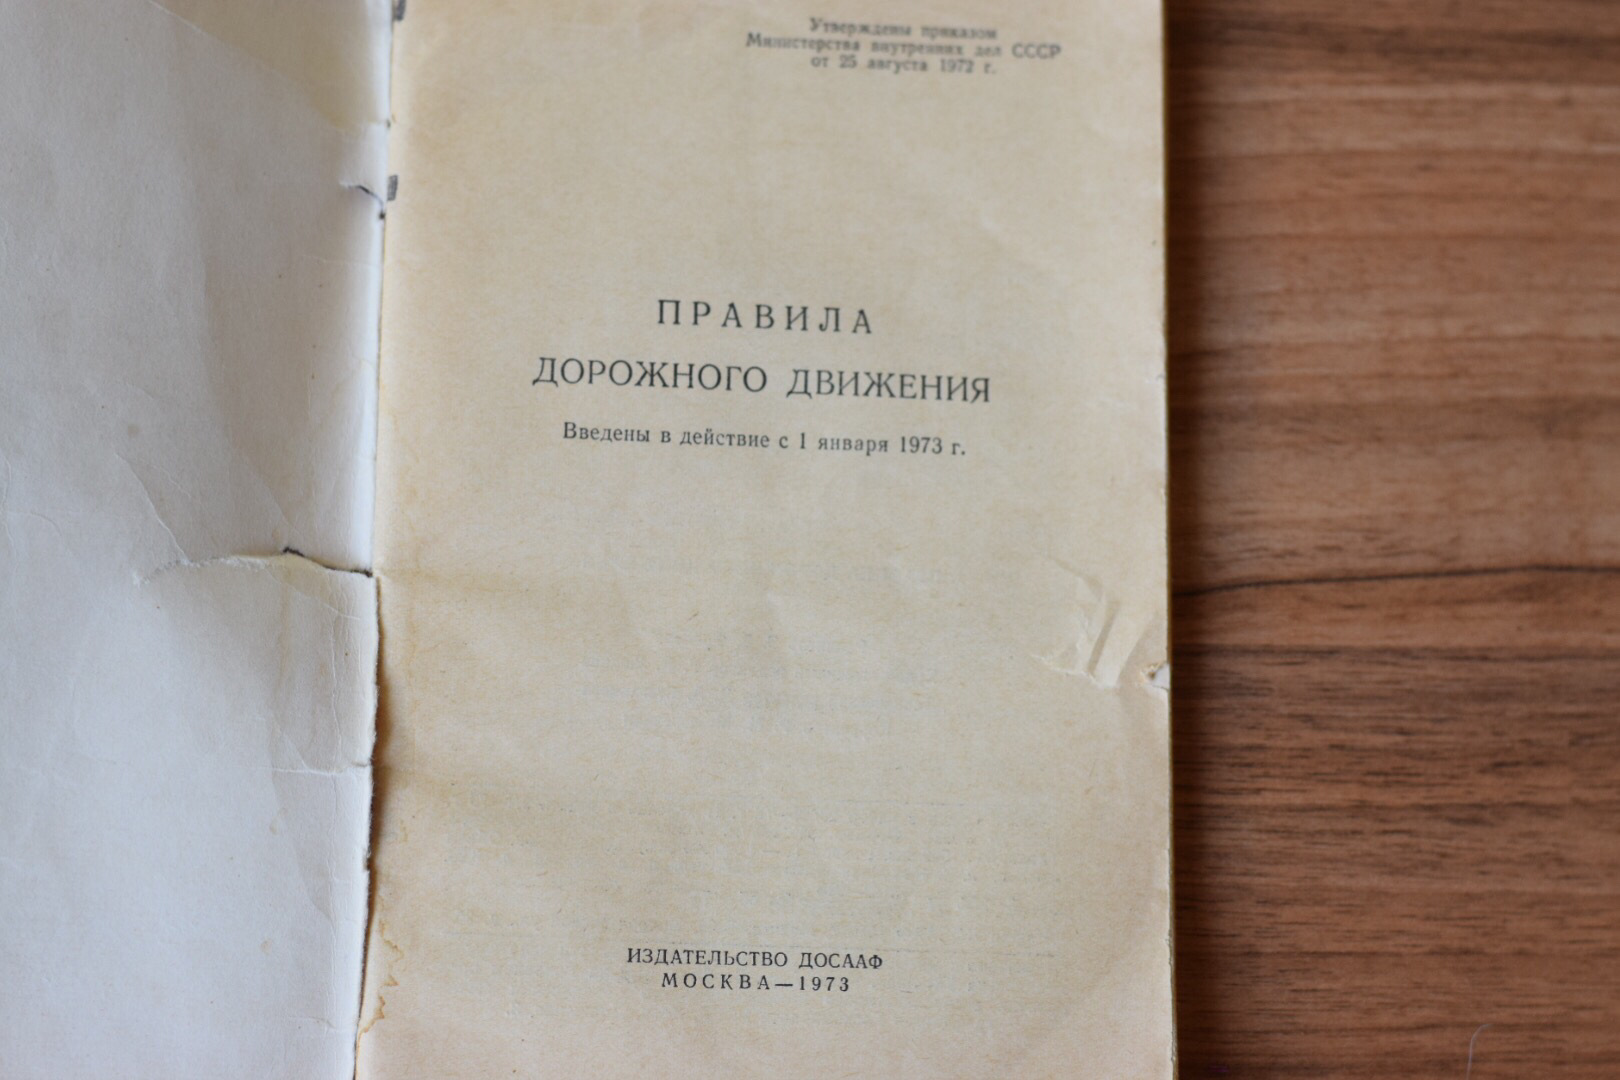 Утверждены приказом
Министерства внутренних дел СССР
от 25 августа 1972 г.
ПРАВИЛА
ДОРОЖНОГО ДВИЖЕНИЯ
Введены в действие с 1 января 1973 г.
ИЗДАТЕЛЬСТВО ДОСААФ
МОСКВА—1973